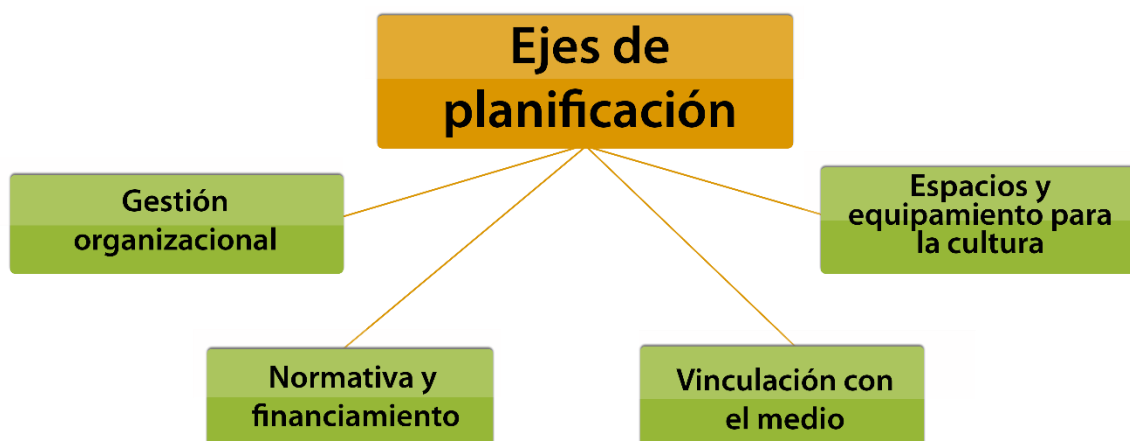 Ejes de
planificación
Gestión
organizacional
Espacios y
equipamiento para
la cultura
Normativa y
financiamiento
Vinculación con
el medio